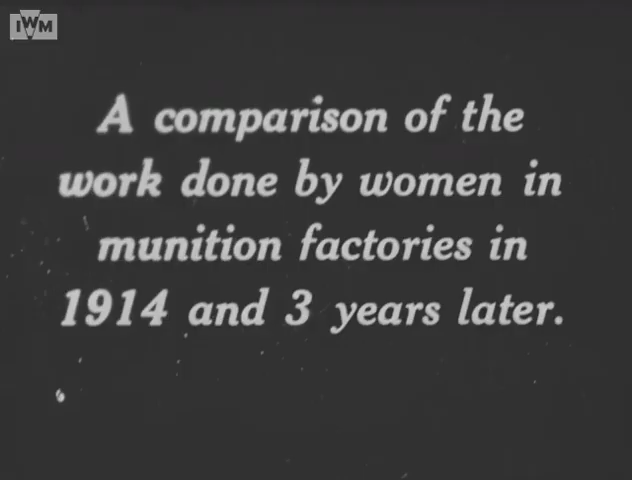 IWM
A comparison of the
work done by women in
munition factories in
1914 and 3 years later.